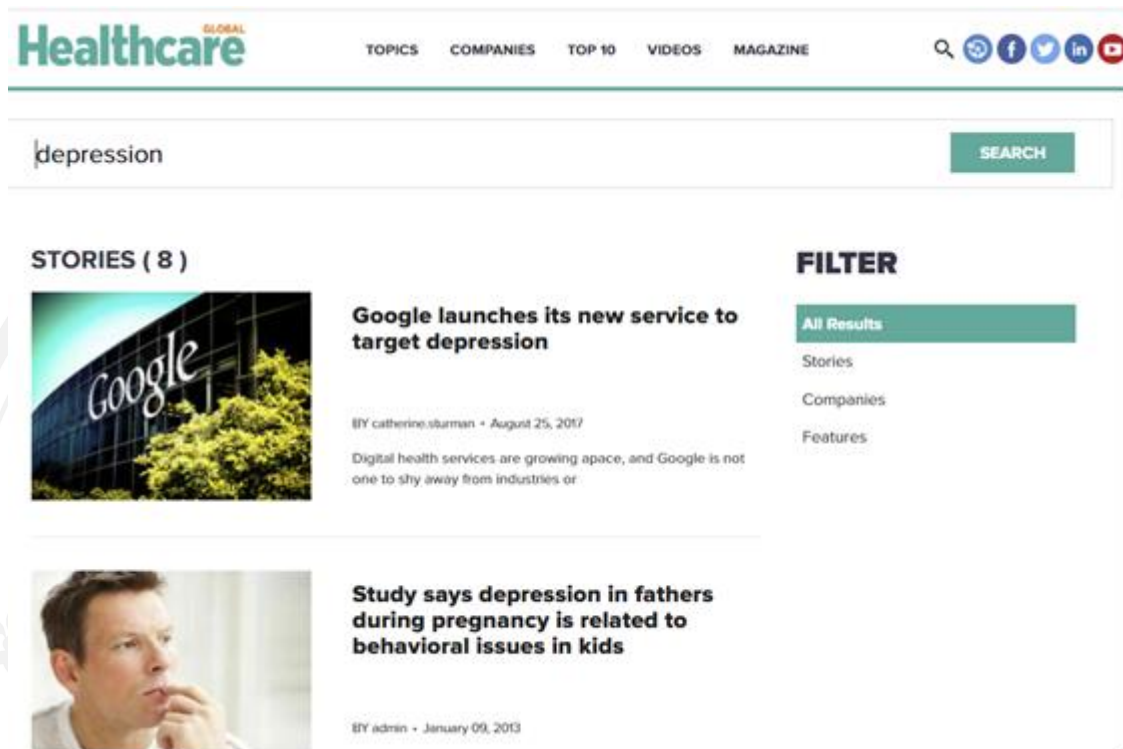 GLOBAL
Healthcare
TOPICS COMPANIES TOP 10 VIDEOS MAGAZINE
depression
SEARCH
STORIES ( 8 )
FILTER
Google
Google launches its new service to
target depression
BY catherine.sturman • August 25, 2017
Digital health services are growing apace, and Google is not
one to shy away from industries or
All Results
Stories
Companies
Features
Study says depression in fathers
during pregnancy is related to
behavioral issues in kids
BY admin • January 09, 2013